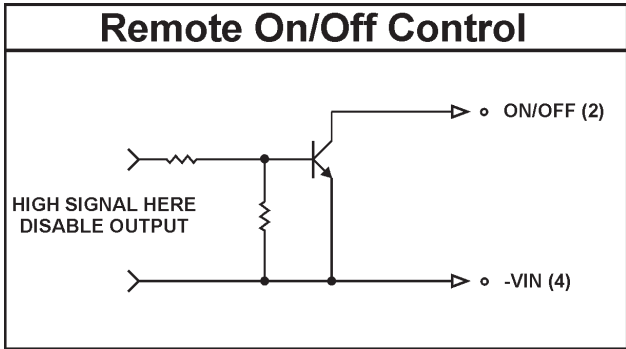 Remote On/Off Control
ON/OFF (2)
HIGH SIGNAL HERE
DISABLE OUTPUT
-VIN (4)